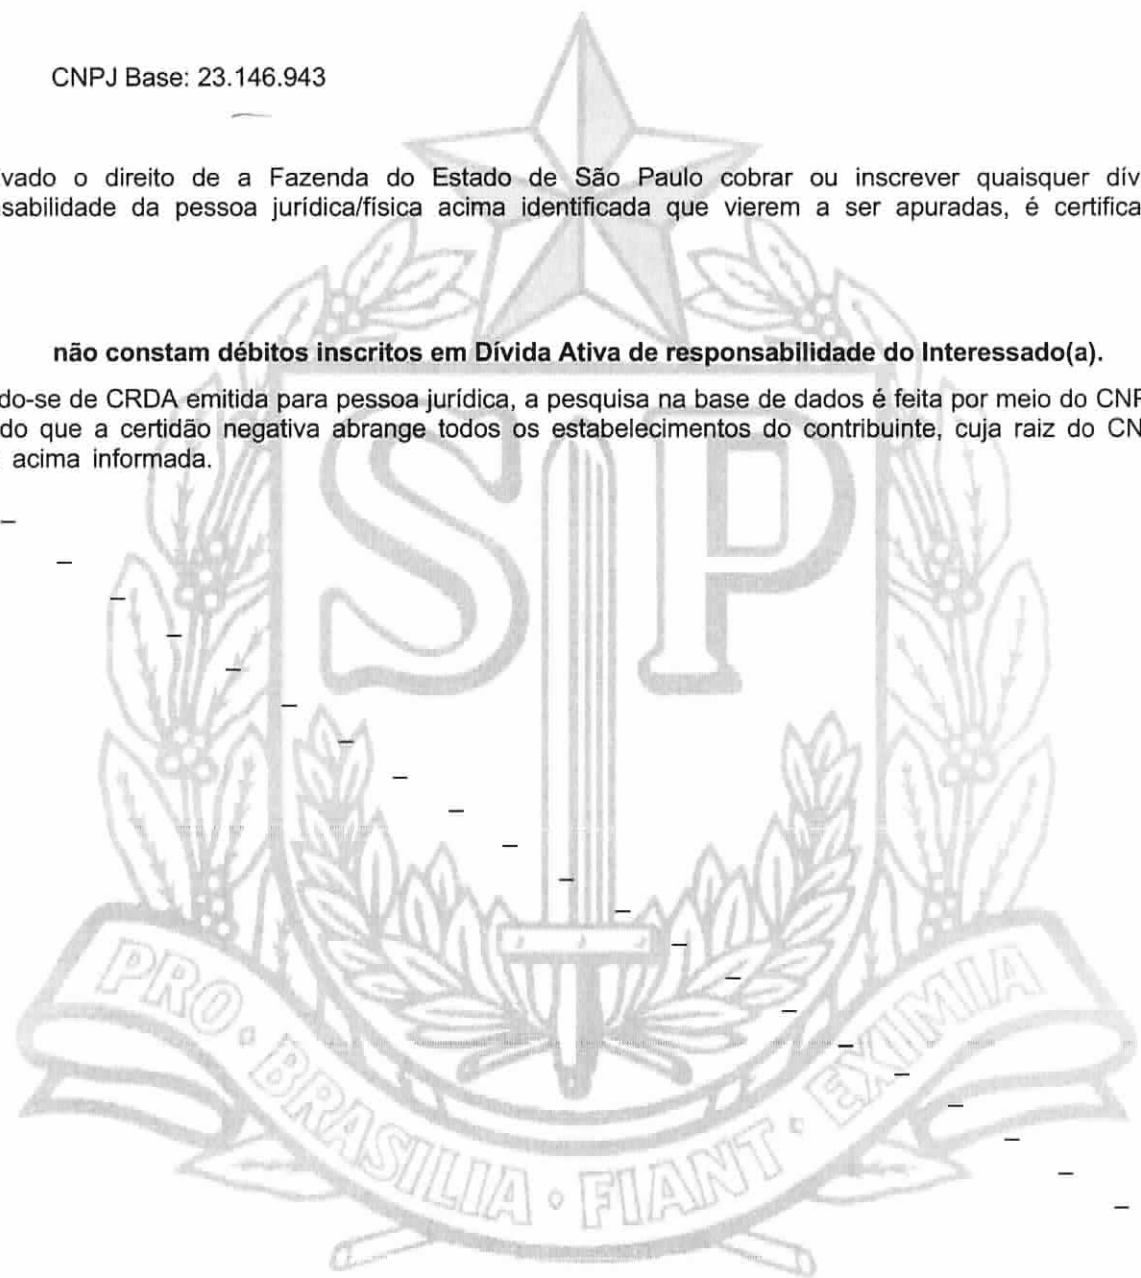 CNPJ Base: 23.146.943
vado o direito de a Fazenda do Estado de São Paulo cobrar ou inscrever quaisquer dív
sabilidade da pessoa jurídica/física acima identificada que vierem a ser apuradas, é certifica
não constam débitos inscritos em Dívida Ativa de responsabilidade do Interessado(a).
do-se de CRDA emitida para pessoa jurídica, a pesquisa na base de dados é feita por meio do CNP
do que a certidão negativa abrange todos os estabelecimentos do contribuinte, cuja raiz do CN
acima informada.
SP
PRO · BRASILIA · FIANT · EXIMIA